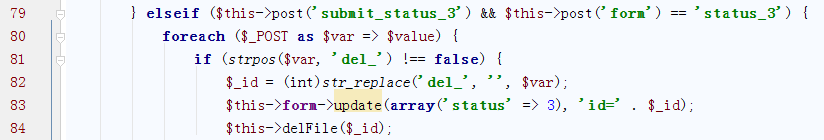 79 } elseif ($this->post('submit_status_3') && $this->post('form') == 'status_3') {
80 foreach ($_POST as $var => $value) {
81 if (strpos($var, 'del_') !== false) {
82 $_id = (int)str_replace('del_', '', $var);
83 $this->form->update(array('status' => 3), 'id=' . $_id);
84 $this->delFile($_id);